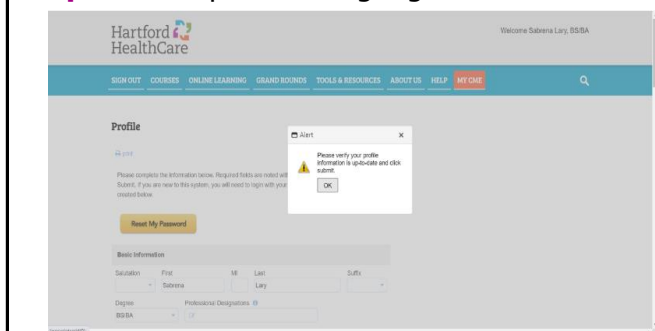 Hartford
HealthCare
Welcome Sabrena Lary, BS/BA
SIGN OUT COURSES ONLINE LEARNING GRAND ROUNDS TOOLS & RESOURCES ABOUT US HELP MY CME
Profile
Alert
Please verify your profile
information is up-to-date and click
submit.
OK
Please complete the information below. Required fields are noted with
Submit. If you are new to this system, you will need to login with your
created below.
Reset My Password
Basic Information
Salutation First MI Last Suffix
Sabrena Lary
Degree Professional Designations
BS/BA